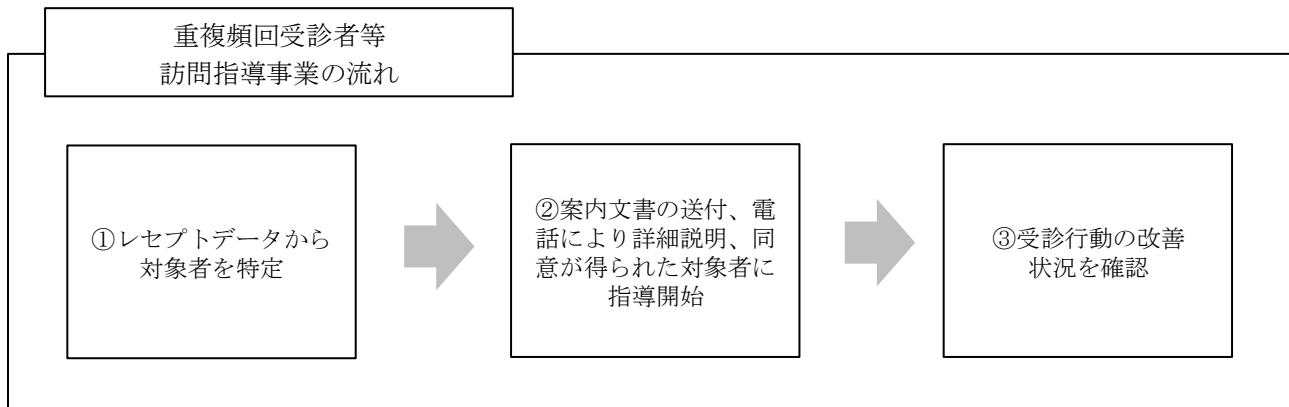 重複頻回受診者等
訪問指導事業の流れ
①レセプトデータから
対象者を特定
②案内文書の送付、電
話により詳細説明、同
意が得られた対象者に
指導開始
③受診行動の改善
状況を確認